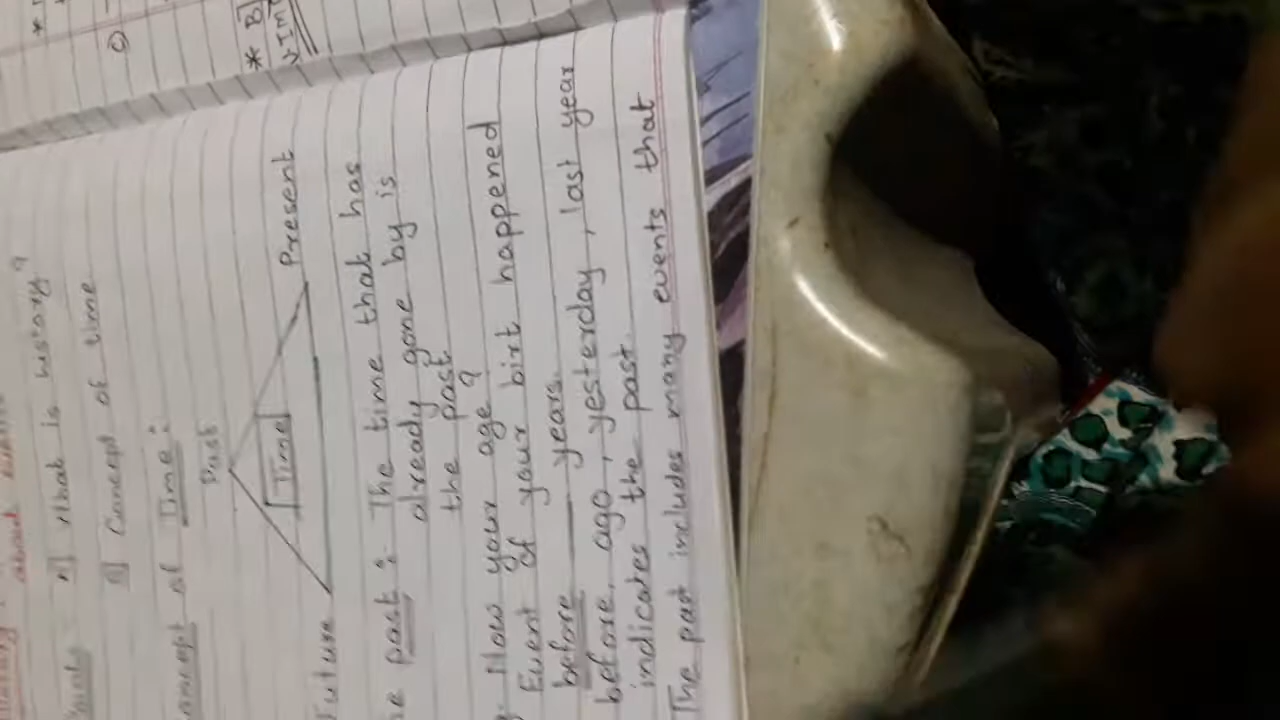 about
A] What is history?
B] Concept of time
Concept of Time:
Past
Time
Future Present
The past : The time that has
already gone by is
the past
Now your age ?
Event of your birt happened
before ___ years.
before, ago, yesterday, last year
indicates the past.
The past includes many events that
* B]